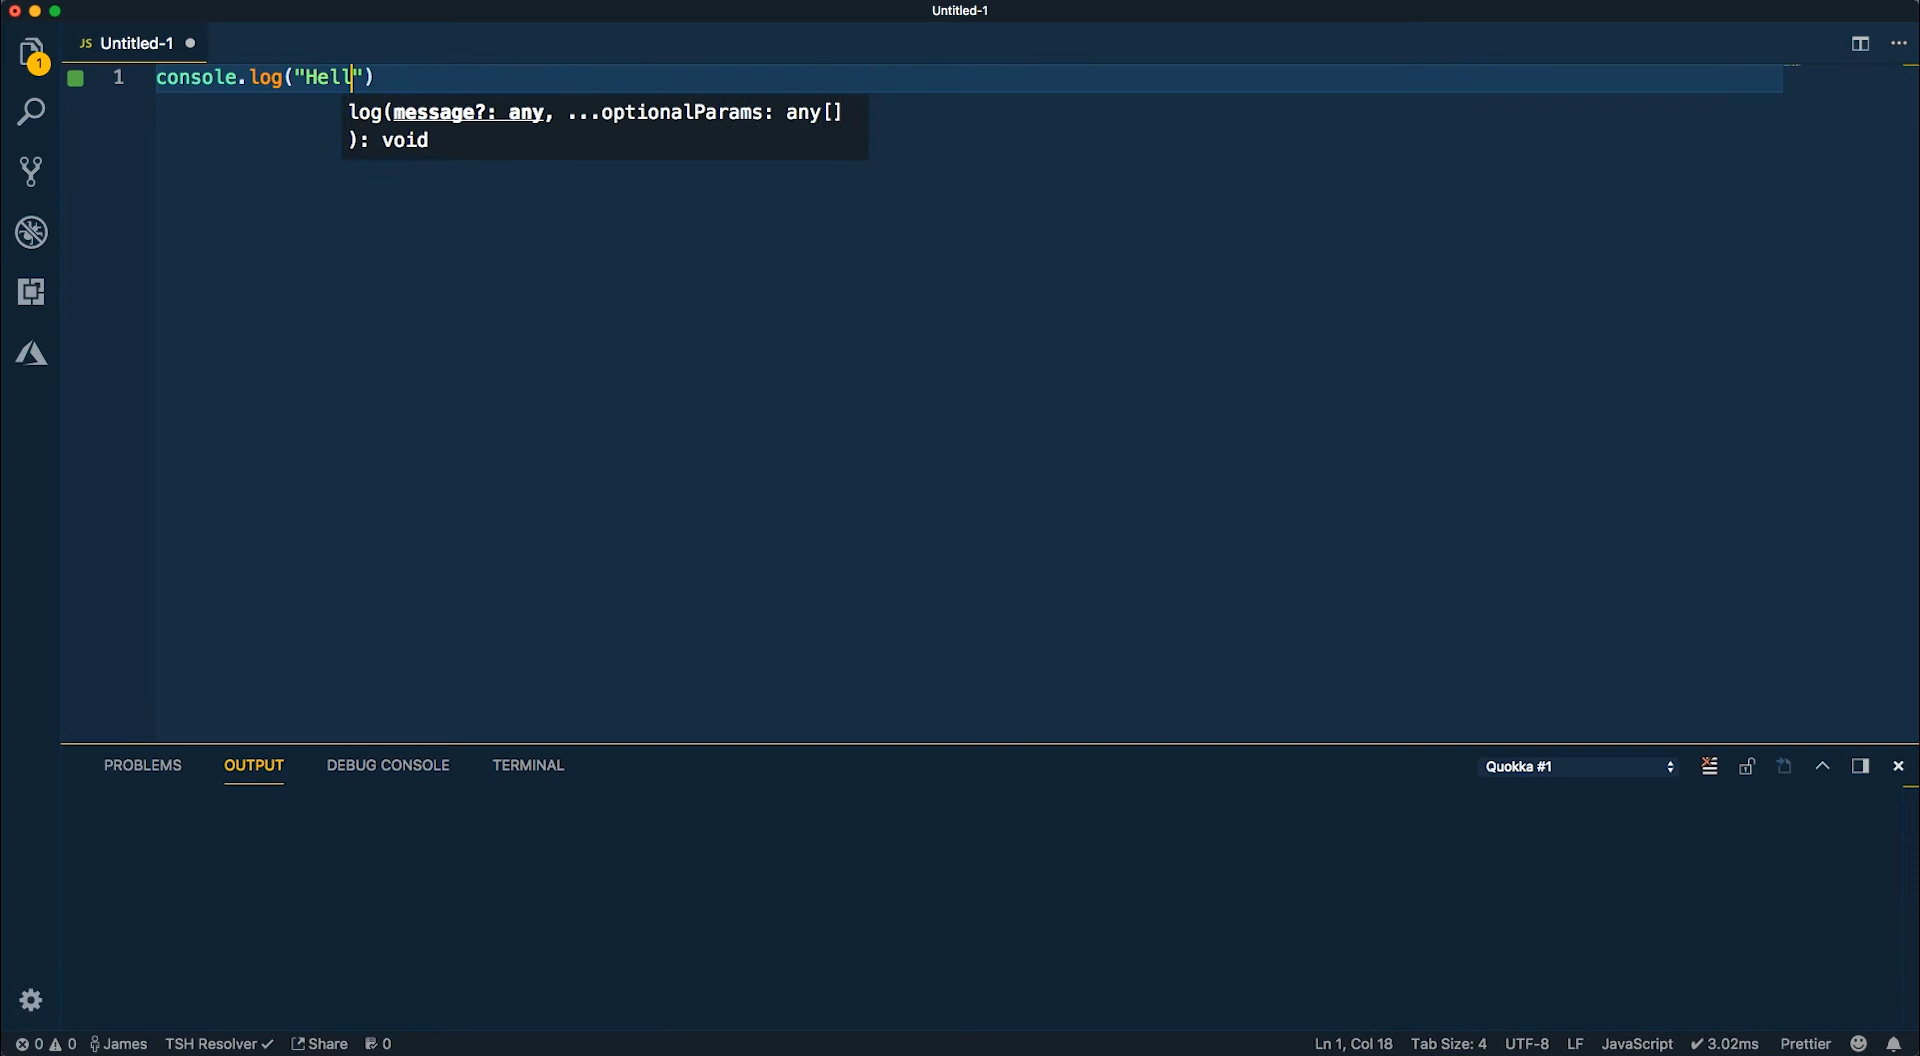 Untitled-1
JS Untitled-1
1
1 console.log("Hell")
log(message?: any, ...optionalParams: any[]
): void
PROBLEMS OUTPUT DEBUG CONSOLE TERMINAL Quokka #1
0 0 James TSH Resolver ✓ Share 0 Ln 1, Col 18 Tab Size: 4 UTF-8 LF JavaScript ✔ 3.02ms Prettier